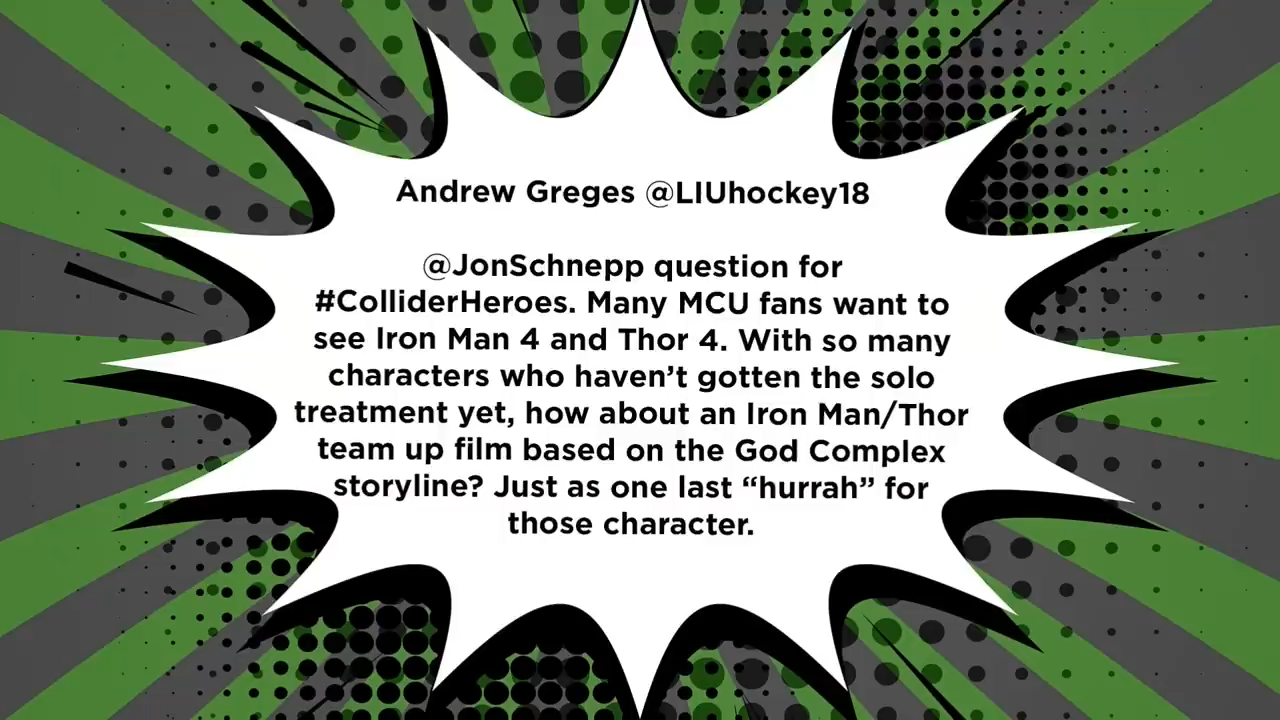 Andrew Greges @LIUhockey18
@JonSchnepp question for
#ColliderHeroes. Many MCU fans want to
see Iron Man 4 and Thor 4. With so many
characters who haven’t gotten the solo
treatment yet, how about an Iron Man/Thor
team up film based on the God Complex
storyline? Just as one last “hurrah” for
those character.